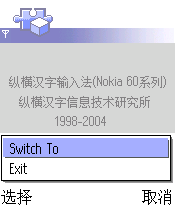 纵横汉字输入法(Nokia 60系列)
纵横汉字信息技术研究所
1998-2004
Switch To
Exit
选择 取消